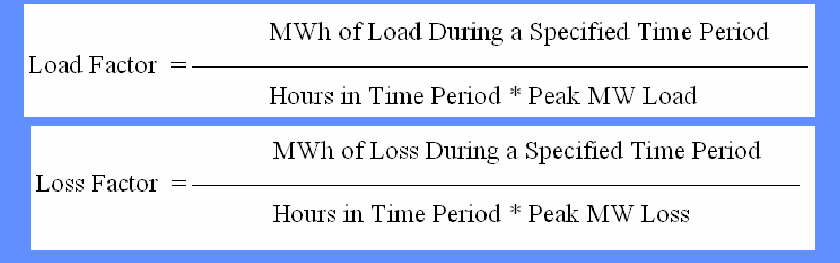 MWh of Load During a Specified Time Period
Load Factor =
Hours in Time Period * Peak MW Load
MWh of Loss During a Specified Time Period
Loss Factor =
Hours in Time Period * Peak MW Loss